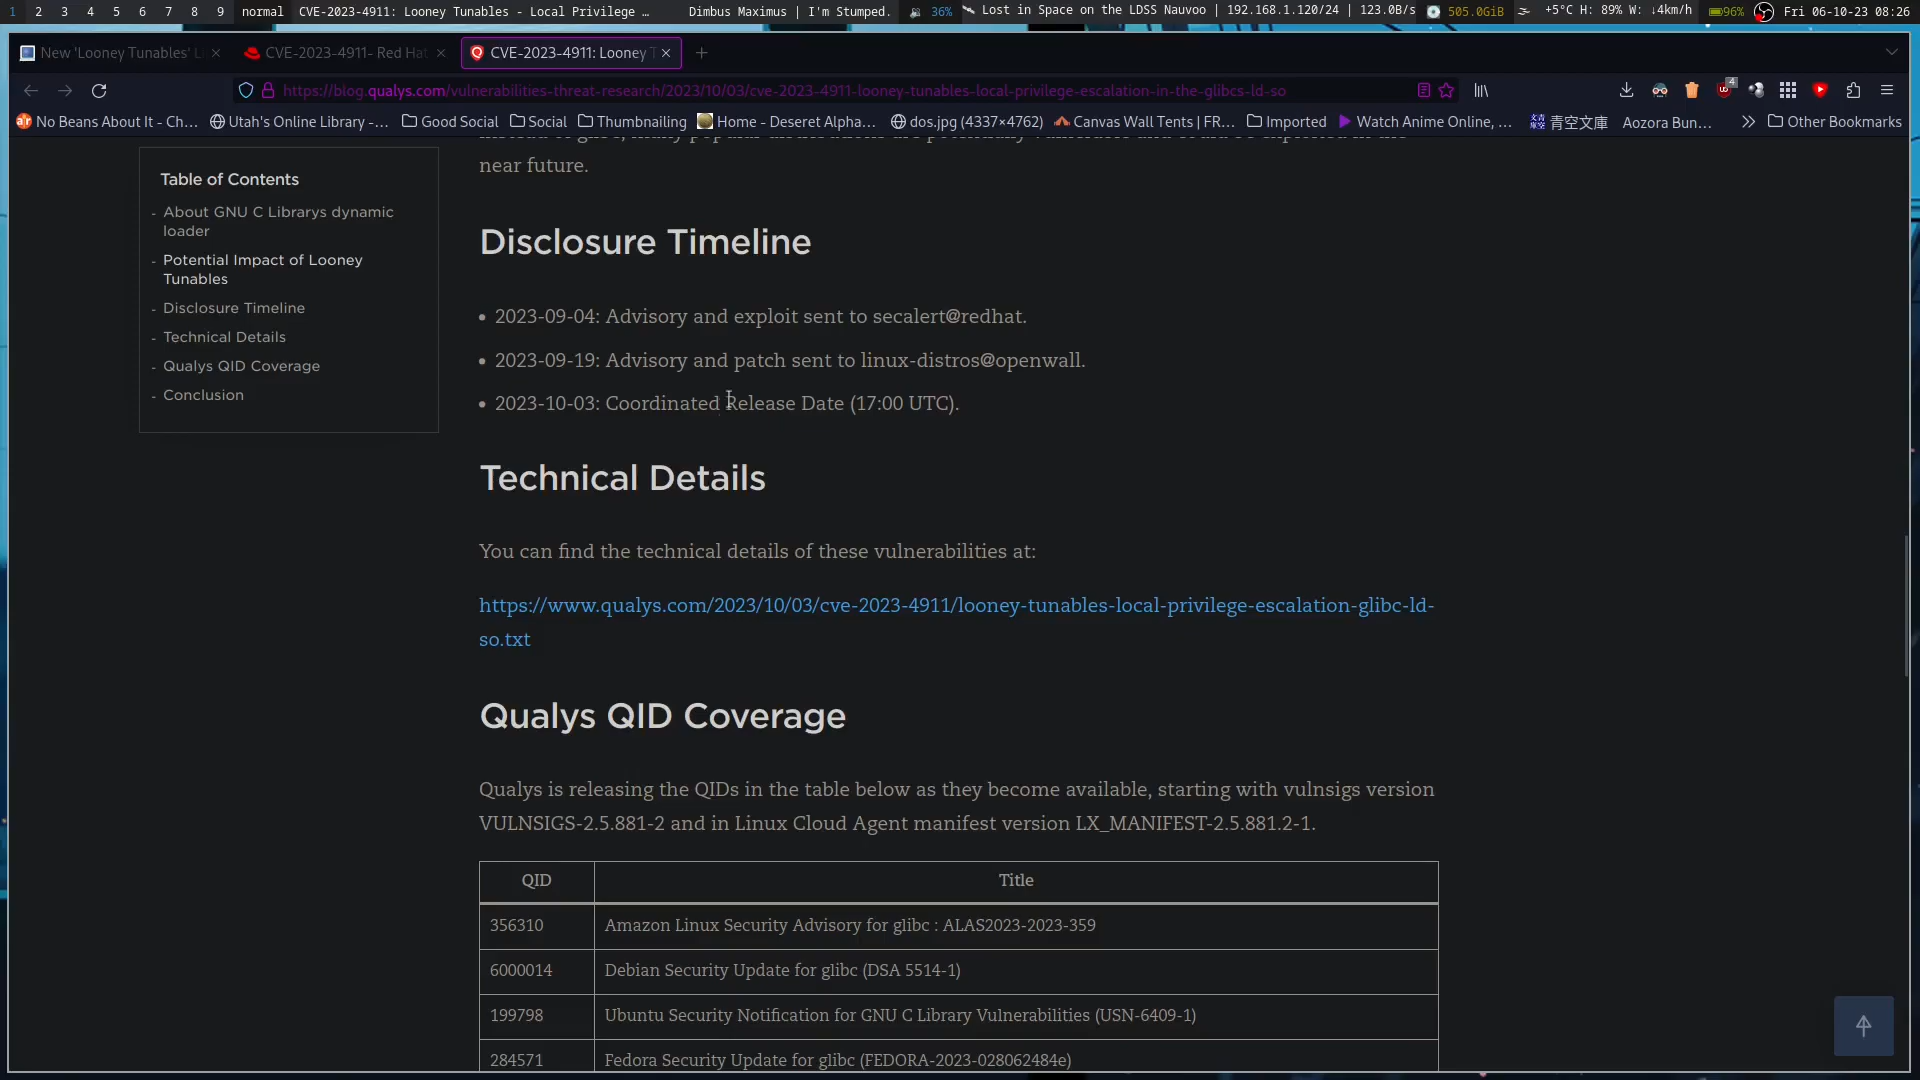 1 2 3 4 5 6 7 8 9 normal CVE-2023-4911: Looney Tunables - Local Privilege … Dimbus Maximus | I'm Stumped. 36% Lost in Space on the LDSS Nauvoo | 192.168.1.120/24 | 123.0B/s 505.0GiB +5°C H: 89% W: ↓4km/h 96% Fri 06-10-23 08:26
New 'Looney Tunables' L CVE-2023-4911- Red Hat CVE-2023-4911: Looney T
https://blog.qualys.com/vulnerabilities-threat-research/2023/10/03/cve-2023-4911-looney-tunables-local-privilege-escalation-in-the-glibcs-ld-so 4
No Beans About It - Ch… Utah's Online Library -… Good Social Social Thumbnailing Home - Deseret Alpha… dos.jpg (4337×4762) Canvas Wall Tents | FR… Imported Watch Anime Online, … 青空文庫 Aozora Bun… Other Bookmarks
near future.
Table of Contents
- About GNU C Librarys dynamic
loader
- Potential Impact of Looney
Tunables
- Disclosure Timeline
- Technical Details
- Qualys QID Coverage
- Conclusion
Disclosure Timeline
• 2023-09-04: Advisory and exploit sent to secalert@redhat.
• 2023-09-19: Advisory and patch sent to linux-distros@openwall.
• 2023-10-03: Coordinated Release Date (17:00 UTC).
Technical Details
You can find the technical details of these vulnerabilities at:
https://www.qualys.com/2023/10/03/cve-2023-4911/looney-tunables-local-privilege-escalation-glibc-ld-
so.txt
Qualys QID Coverage
Qualys is releasing the QIDs in the table below as they become available, starting with vulnsigs version
VULNSIGS-2.5.881-2 and in Linux Cloud Agent manifest version LX_MANIFEST-2.5.881.2-1.
QID Title
356310 Amazon Linux Security Advisory for glibc : ALAS2023-2023-359
6000014 Debian Security Update for glibc (DSA 5514-1)
199798 Ubuntu Security Notification for GNU C Library Vulnerabilities (USN-6409-1)
284571 Fedora Security Update for glibc (FEDORA-2023-028062484e)